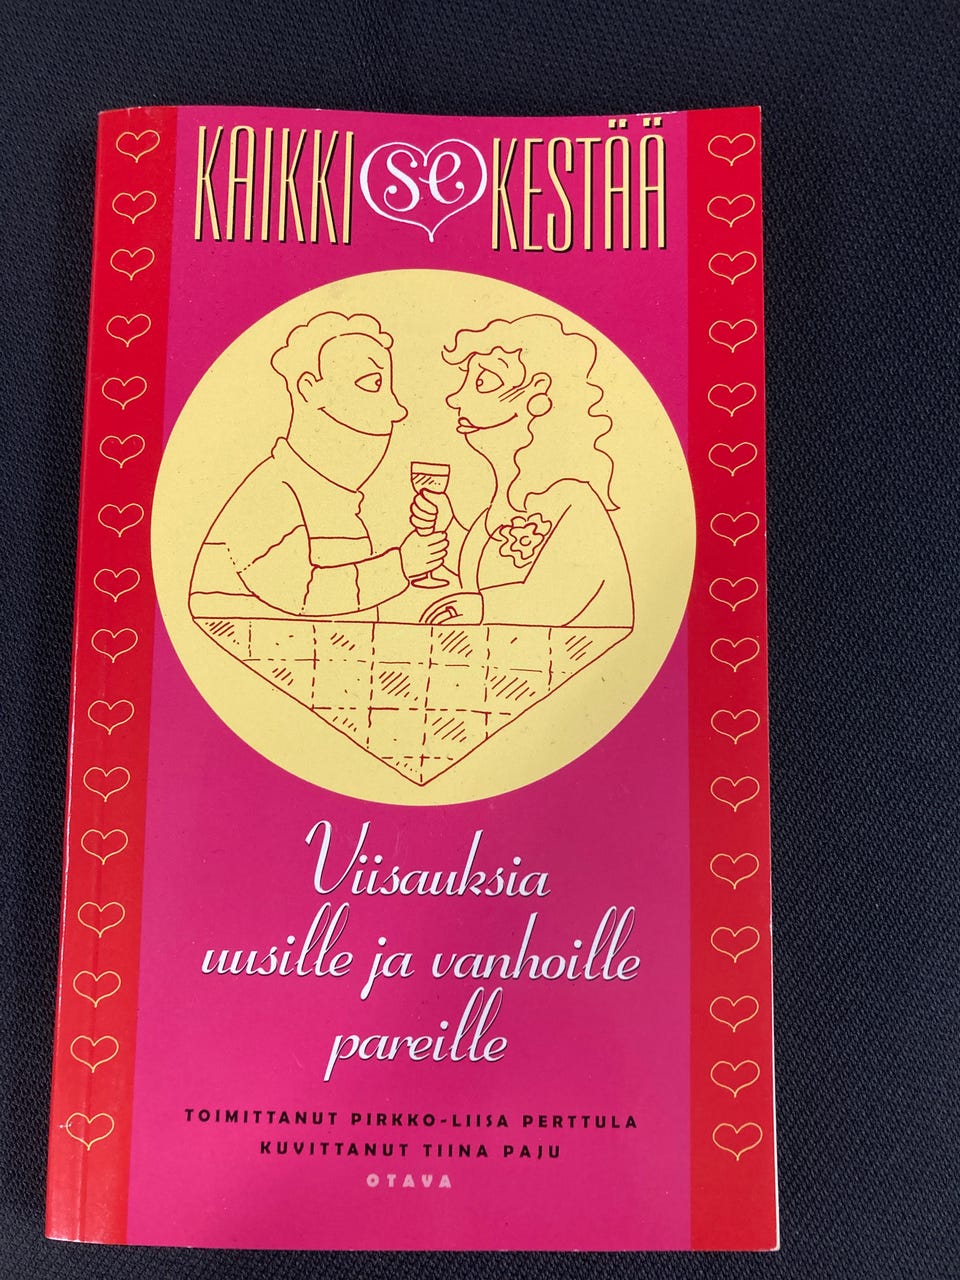 KAIKKI se KESTÄÄ
Viisauksia
uusille ja vanhoille
pareille
TOIMITTANUT PIRKKO-LIISA PERTTULA
KUVITTANUT TIINA PAJU
OTAVA